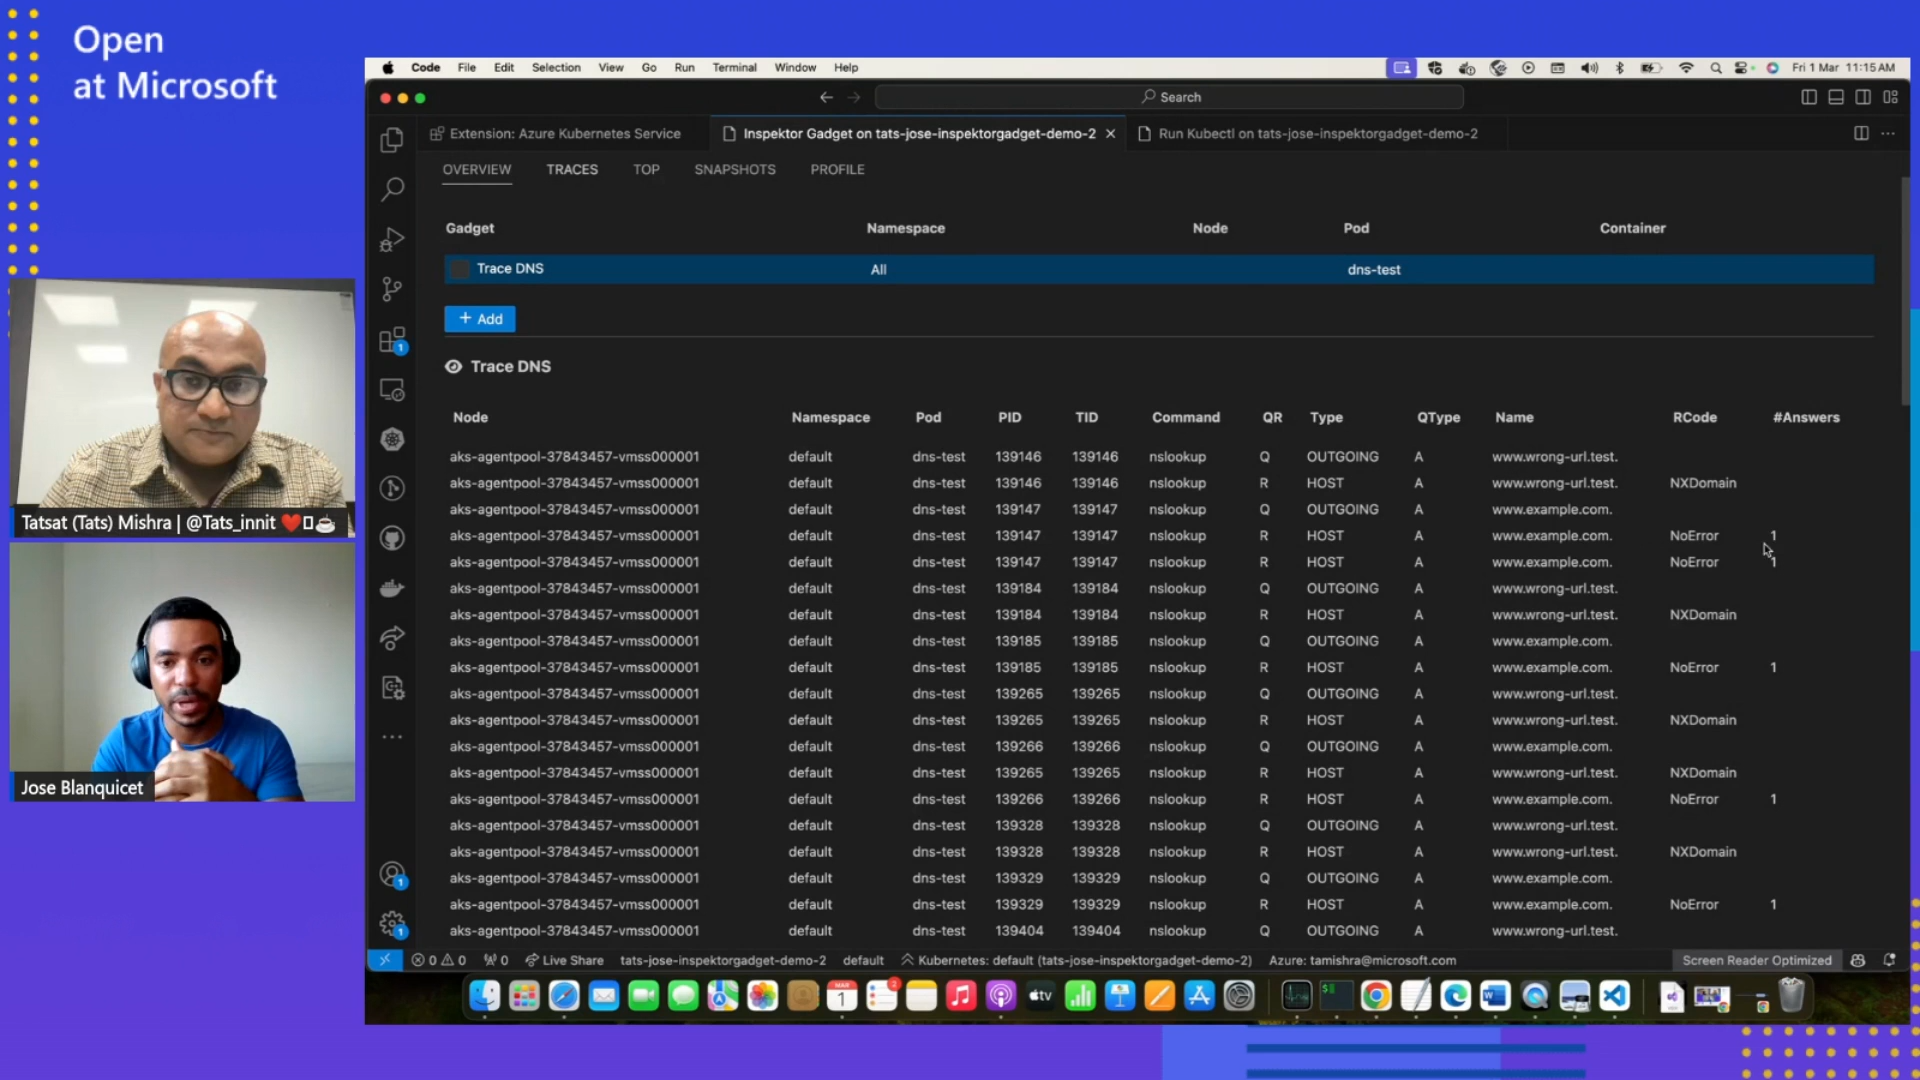 Open
at Microsoft
Code File Edit Selection View Go Run Terminal Window Help Fri 1 Mar 11:15 AM
Search
Extension: Azure Kubernetes Service Inspektor Gadget on tats-jose-inspektorgadget-demo-2 Run Kubectl on tats-jose-inspektorgadget-demo-2
OVERVIEW TRACES TOP SNAPSHOTS PROFILE
Gadget Namespace Node Pod Container
Trace DNS All dns-test
+ Add
Trace DNS
Node Namespace Pod PID TID Command QR Type QType Name RCode #Answers
aks-agentpool-37843457-vmss000001 default dns-test 139146 139146 nslookup Q OUTGOING A www.wrong-url.test.
aks-agentpool-37843457-vmss000001 default dns-test 139146 139146 nslookup R HOST A www.wrong-url.test. NXDomain
aks-agentpool-37843457-vmss000001 default dns-test 139147 139147 nslookup Q OUTGOING A www.example.com.
aks-agentpool-37843457-vmss000001 default dns-test 139147 139147 nslookup R HOST A www.example.com. NoError 1
aks-agentpool-37843457-vmss000001 default dns-test 139147 139147 nslookup R HOST A www.example.com. NoError 1
aks-agentpool-37843457-vmss000001 default dns-test 139184 139184 nslookup Q OUTGOING A www.wrong-url.test.
aks-agentpool-37843457-vmss000001 default dns-test 139184 139184 nslookup R HOST A www.wrong-url.test. NXDomain
aks-agentpool-37843457-vmss000001 default dns-test 139185 139185 nslookup Q OUTGOING A www.example.com.
aks-agentpool-37843457-vmss000001 default dns-test 139185 139185 nslookup R HOST A www.example.com. NoError 1
aks-agentpool-37843457-vmss000001 default dns-test 139265 139265 nslookup Q OUTGOING A www.wrong-url.test.
aks-agentpool-37843457-vmss000001 default dns-test 139265 139265 nslookup R HOST A www.wrong-url.test. NXDomain
aks-agentpool-37843457-vmss000001 default dns-test 139266 139266 nslookup Q OUTGOING A www.example.com.
aks-agentpool-37843457-vmss000001 default dns-test 139265 139265 nslookup R HOST A www.wrong-url.test. NXDomain
aks-agentpool-37843457-vmss000001 default dns-test 139266 139266 nslookup R HOST A www.example.com. NoError 1
aks-agentpool-37843457-vmss000001 default dns-test 139328 139328 nslookup Q OUTGOING A www.wrong-url.test.
aks-agentpool-37843457-vmss000001 default dns-test 139328 139328 nslookup R HOST A www.wrong-url.test. NXDomain
aks-agentpool-37843457-vmss000001 default dns-test 139329 139329 nslookup Q OUTGOING A www.example.com.
aks-agentpool-37843457-vmss000001 default dns-test 139329 139329 nslookup R HOST A www.example.com. NoError 1
aks-agentpool-37843457-vmss000001 default dns-test 139404 139404 nslookup Q OUTGOING A www.wrong-url.test.
0 0 0 Live Share tats-jose-inspektorgadget-demo-2 default Kubernetes: default (tats-jose-inspektorgadget-demo-2) Azure: tamishra@microsoft.com Screen Reader Optimized
Tatsat (Tats) Mishra | @Tats_innit ❤️▯☕
Jose Blanquicet